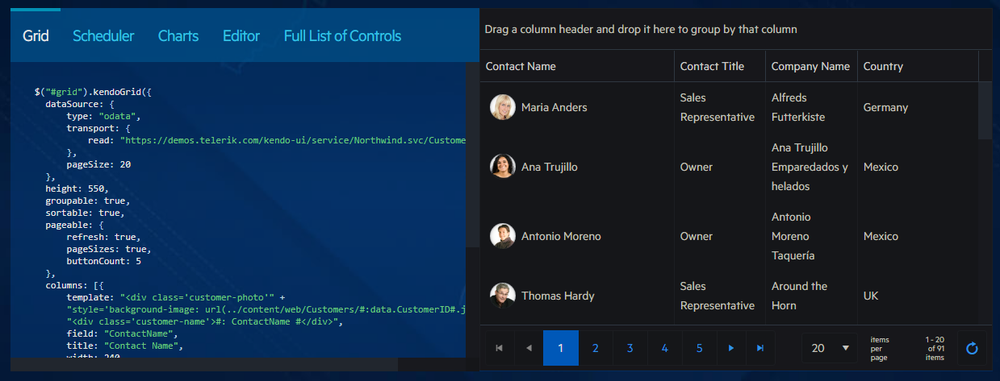 Grid Scheduler Charts Editor Full List of Controls
$("#grid").kendoGrid({
dataSource: {
type: "odata",
transport: {
read: "https://demos.telerik.com/kendo-ui/service/Northwind.svc/Custome
},
pageSize: 20
},
height: 550,
groupable: true,
sortable: true,
pageable: {
refresh: true,
pageSizes: true,
buttonCount: 5
},
columns: [{
template: "<div class='customer-photo'" +
"style='background-image: url(../content/web/Customers/#:data.CustomerID#.j
"<div class='customer-name'>#: ContactName #</div>",
field: "ContactName",
title: "Contact Name",
width: 240
Drag a column header and drop it here to group by that column
Contact Name Contact Title Company Name Country
Maria Anders
Sales
Representative
Alfreds
Futterkiste
Germany
Ana Trujillo
Owner
Ana Trujillo
Emparedados y
helados
Mexico
Antonio Moreno
Owner
Antonio
Moreno
Taquería
Mexico
Thomas Hardy
Sales
Representative
Around the
Horn
UK
1 2 3 4 5
20
items
per
page
1 - 20
of 91
items